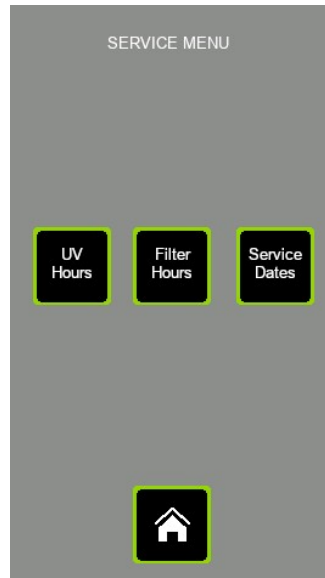 SERVICE MENU
UV
Hours
Filter
Hours
Service
Dates